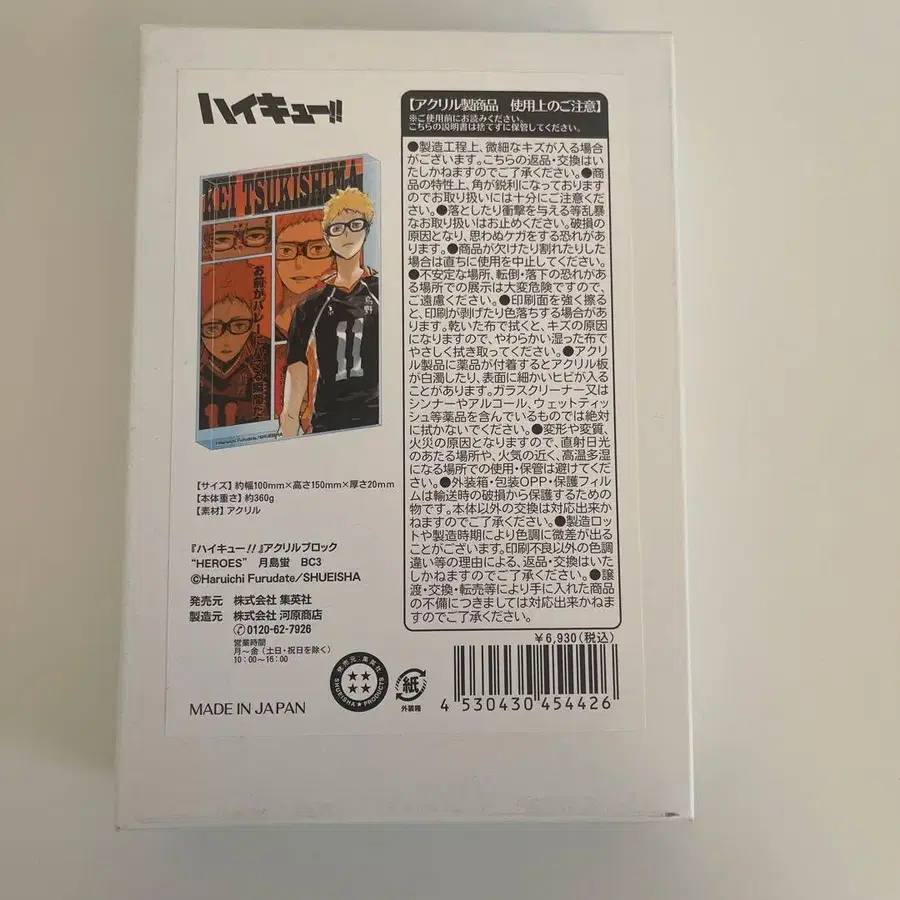 ハイキュー!!
KEI TSUKISHIMA
お前がバレー
烏野
11
11
©Haruichi Furudate/SHUEISHA
【サイズ】約幅100mm×高さ150mm×厚さ20mm
【本体重さ】約360g
【素材】アクリル
『ハイキュー!!』アクリルブロック
“HEROES” 月島蛍 BC3
©Haruichi Furudate/SHUEISHA
発売元 株式会社 集英社
製造元 株式会社 河原商店
0120-62-7926
営業時間
月～金（土日・祝日を除く）
10：00～16：00
MADE IN JAPAN
【アクリル製商品 使用上のご注意】
※ご使用前にお読みください。
こちらの説明書は捨てずに保管してください。
●製造工程上、微細なキズが入る場合
がございます。こちらの返品・交換はい
たしかねますのでご了承ください。●商
品の特性上、角が鋭利になっております
のでお取り扱いには十分にご注意くださ
い。●落としたり衝撃を与える等乱暴
なお取り扱いはお止めください。破損の
原因となり、思わぬケガをする恐れがあ
ります。●商品が欠けたり割れたりした
場合は直ちに使用を中止してください。
●不安定な場所、転倒・落下の恐れがあ
る場所での展示は大変危険ですので、
ご遠慮ください。●印刷面を強く擦る
と、印刷が剥げたり色落ちする場合があ
ります。乾いた布で拭くと、キズの原因
になりますので、やわらかい湿った布で
やさしく拭き取ってください。●アクリ
ル製品に薬品が付着するとアクリル板
が白濁したり、表面に細かいヒビが入る
ことがあります。ガラスクリーナー又は
シンナーやアルコール、ウェットティッ
シュ等薬品を含んでいるものでは絶対
に拭かないでください。●変形や変質、
火災の原因となりますので、直射日光
のあたる場所や、火気の近く、高温多湿
になる場所での使用・保管は避けてくだ
さい。●外装箱・包装OPP・保護フィル
ムは輸送時の破損から保護するための
物です。本体以外の交換は対応出来か
ねますのでご了承ください。●製造ロッ
トや製造時期により色調に微差が出る
ことがございます。印刷不良以外の色調
違い等の理由による、返品・交換はいた
しかねますのでご了承ください。●譲
渡・交換・転売等により手に入れた商品
の不備につきましては対応出来かねま
すのでご了承ください。
¥6,930(税込)
発売元：集英社
SHUEISHA ★ PRODUCTS
紙
外装箱
4 530430 454426